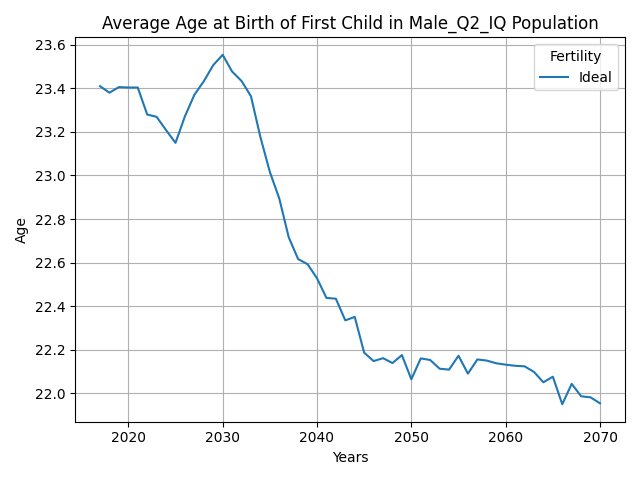 Average Age at Birth of First Child in Male_Q2_IQ Population
Fertility
Ideal
23.6
23.4
23.2
23.0
22.8
22.6
22.4
22.2
22.0
Age
2020 2030 2040 2050 2060 2070
Years